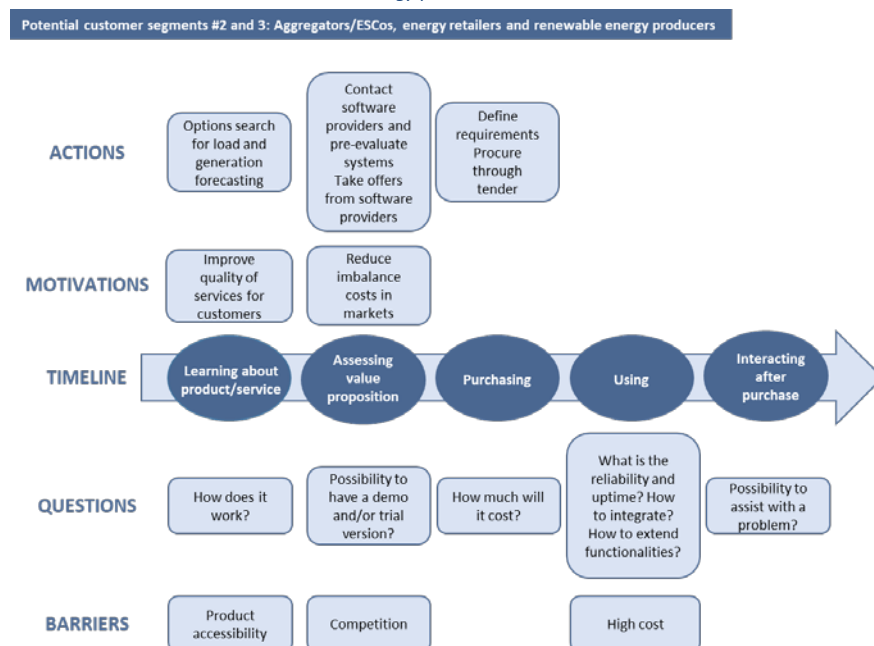 Potential customer segments #2 and 3: Aggregators/ESCos, energy retailers and renewable energy producers
ACTIONS
Options search
for load and
generation
forecasting
Contact
software
providers and
pre-evaluate
systems
Take offers
from software
providers
Define
requirements
Procure
through
tender
MOTIVATIONS
Improve
quality of
services for
customers
Reduce
imbalance
costs in
markets
TIMELINE
Learning about
product/service
Assessing
value
proposition
Purchasing
Using
Interacting
after
purchase
QUESTIONS
How does it
work?
Possibility to
have a demo
and/or trial
version?
How much will
it cost?
What is the
reliability and
uptime? How
to integrate?
How to extend
functionalities?
Possibility to
assist with a
problem?
BARRIERS
Product
accessibility
Competition
High cost